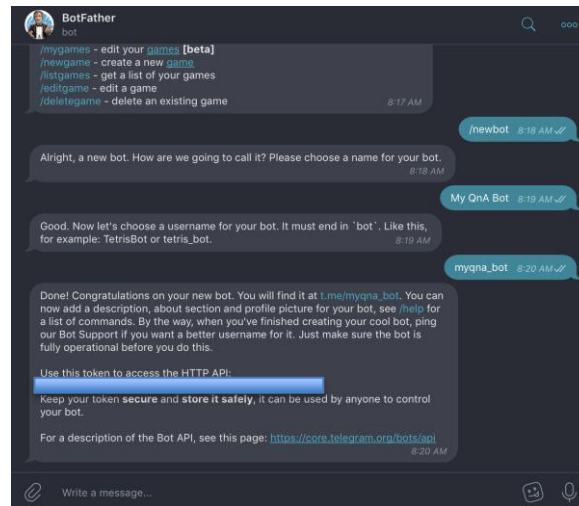 BotFather
bot
/mygames - edit your games [beta]
/newgame - create a new game
/listgames - get a list of your games
/editgame - edit a game
/deletegame - delete an existing game
8:17 AM
/newbot 8:18 AM
Alright, a new bot. How are we going to call it? Please choose a name for your bot.
8:18 AM
My QnA Bot 8:19 AM
Good. Now let's choose a username for your bot. It must end in `bot`. Like this,
for example: TetrisBot or tetris_bot.
8:19 AM
myqna_bot 8:20 AM
Done! Congratulations on your new bot. You will find it at t.me/myqna_bot. You can
now add a description, about section and profile picture for your bot, see /help for
a list of commands. By the way, when you've finished creating your cool bot, ping
our Bot Support if you want a better username for it. Just make sure the bot is
fully operational before you do this.
Use this token to access the HTTP API:
Keep your token secure and store it safely, it can be used by anyone to control
your bot.
For a description of the Bot API, see this page: https://core.telegram.org/bots/api
8:20 AM
Write a message...